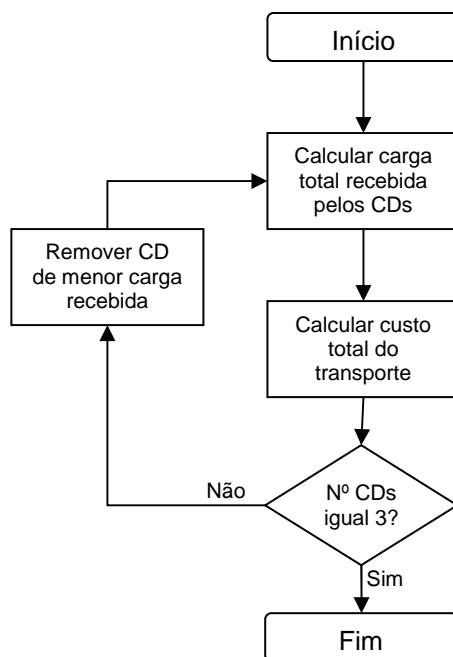 Início
Calcular carga
total recebida
pelos CDs
Remover CD
de menor carga
recebida
Calcular custo
total do
transporte
Não
Nº CDs
igual 3?
Sim
Fim